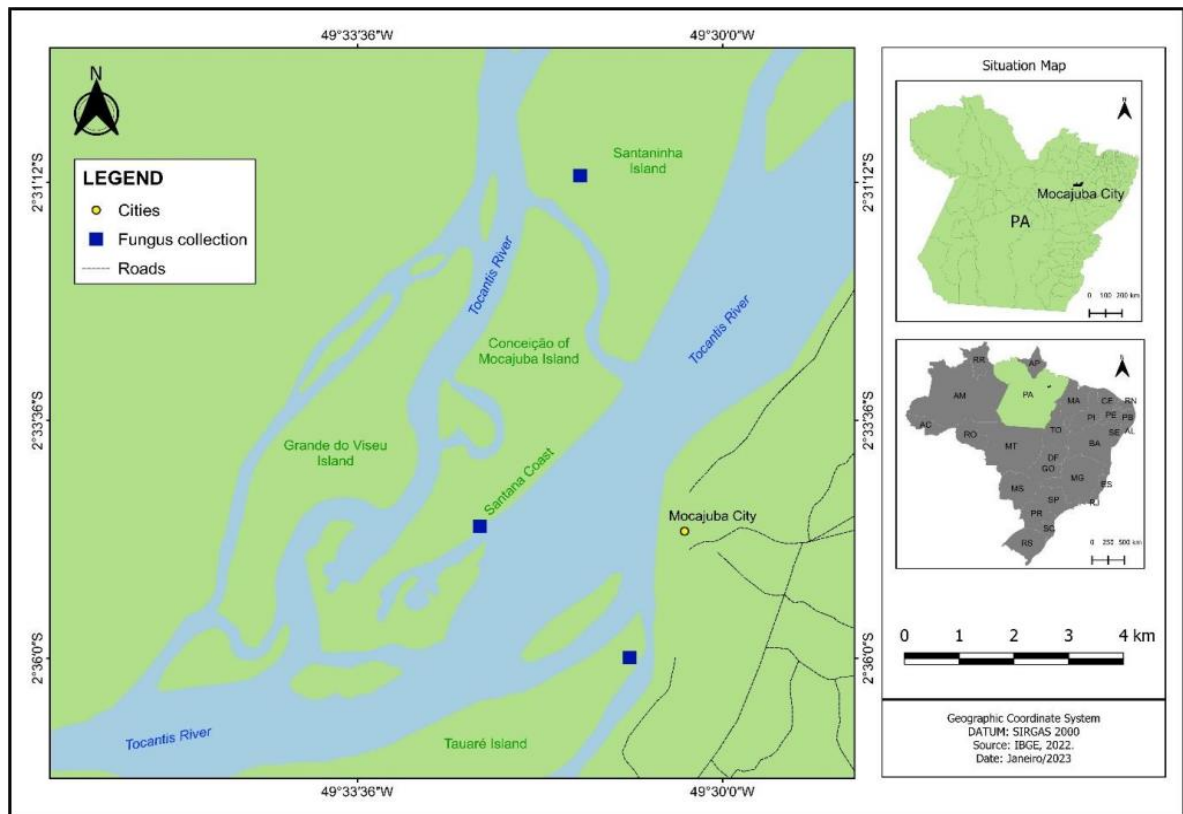 49°33'36"W
49°30'0"W
N
2°31'12"S
2°33'36"S
2°36'0"S
LEGEND
Cities
Fungus collection
Roads
Santaninha
Island
Tocantis River
Tocantis River
Conceição of
Mocajuba Island
Grande do Viseu
Island
Santana Coast
Mocajuba City
Tocantis River
Tauaré Island
2°31'12"S
2°33'36"S
2°36'0"S
49°33'36"W
49°30'0"W
Situation Map
Mocajuba City
PA
0 100 200 km
RR
AP
AM
PA
MA
CE
RN
PB
PI
PE
AL
AC
RO
TO
SE
MT
BA
DF
GO
MG
ES
MS
SP
RJ
PR
SC
RS
0 250 500 km
0 1 2 3 4 km
Geographic Coordinate System
DATUM: SIRGAS 2000
Source: IBGE, 2022.
Date: Janeiro/2023